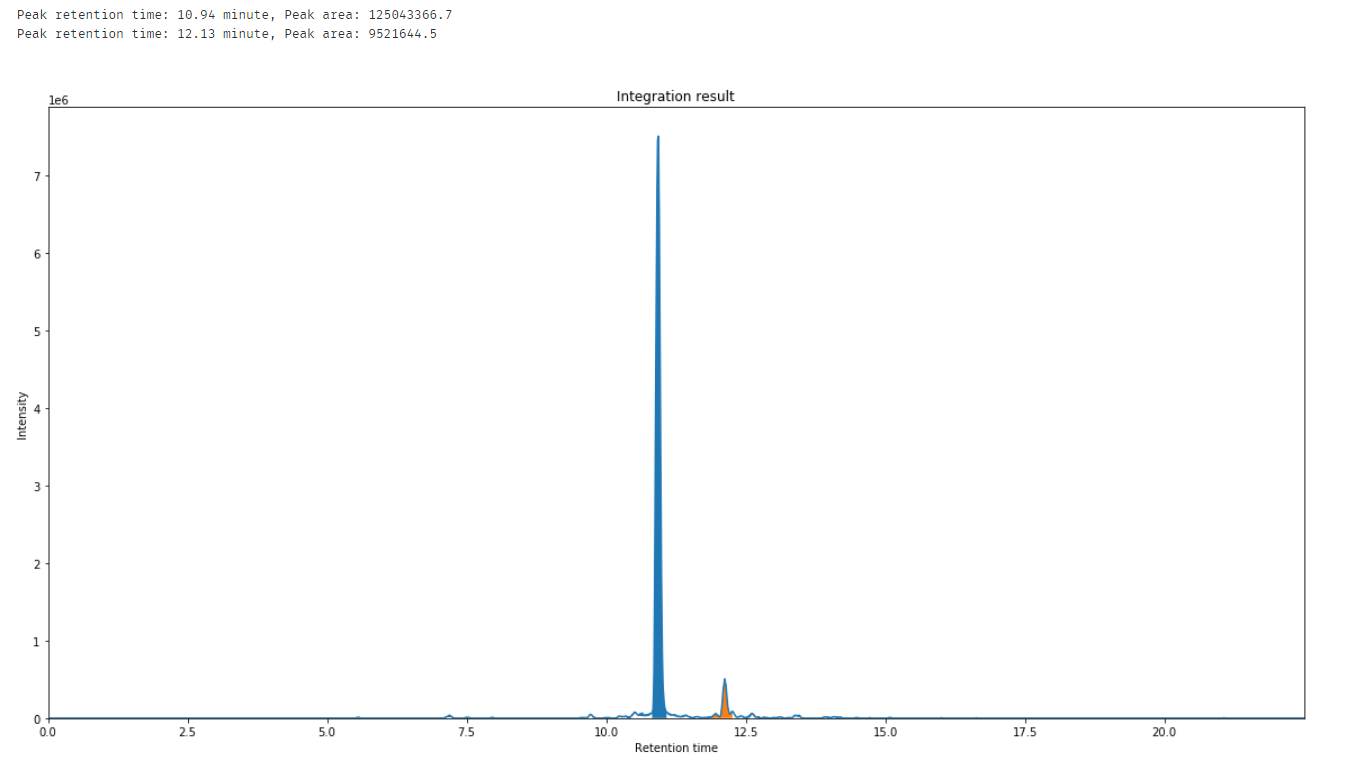 Peak retention time: 10.94 minute, Peak area: 125043366.7
Peak retention time: 12.13 minute, Peak area: 9521644.5
Integration result
1e6
7
6
5
4
3
2
1
0
Intensity
0.0 2.5 5.0 7.5 10.0 12.5 15.0 17.5 20.0
Retention time